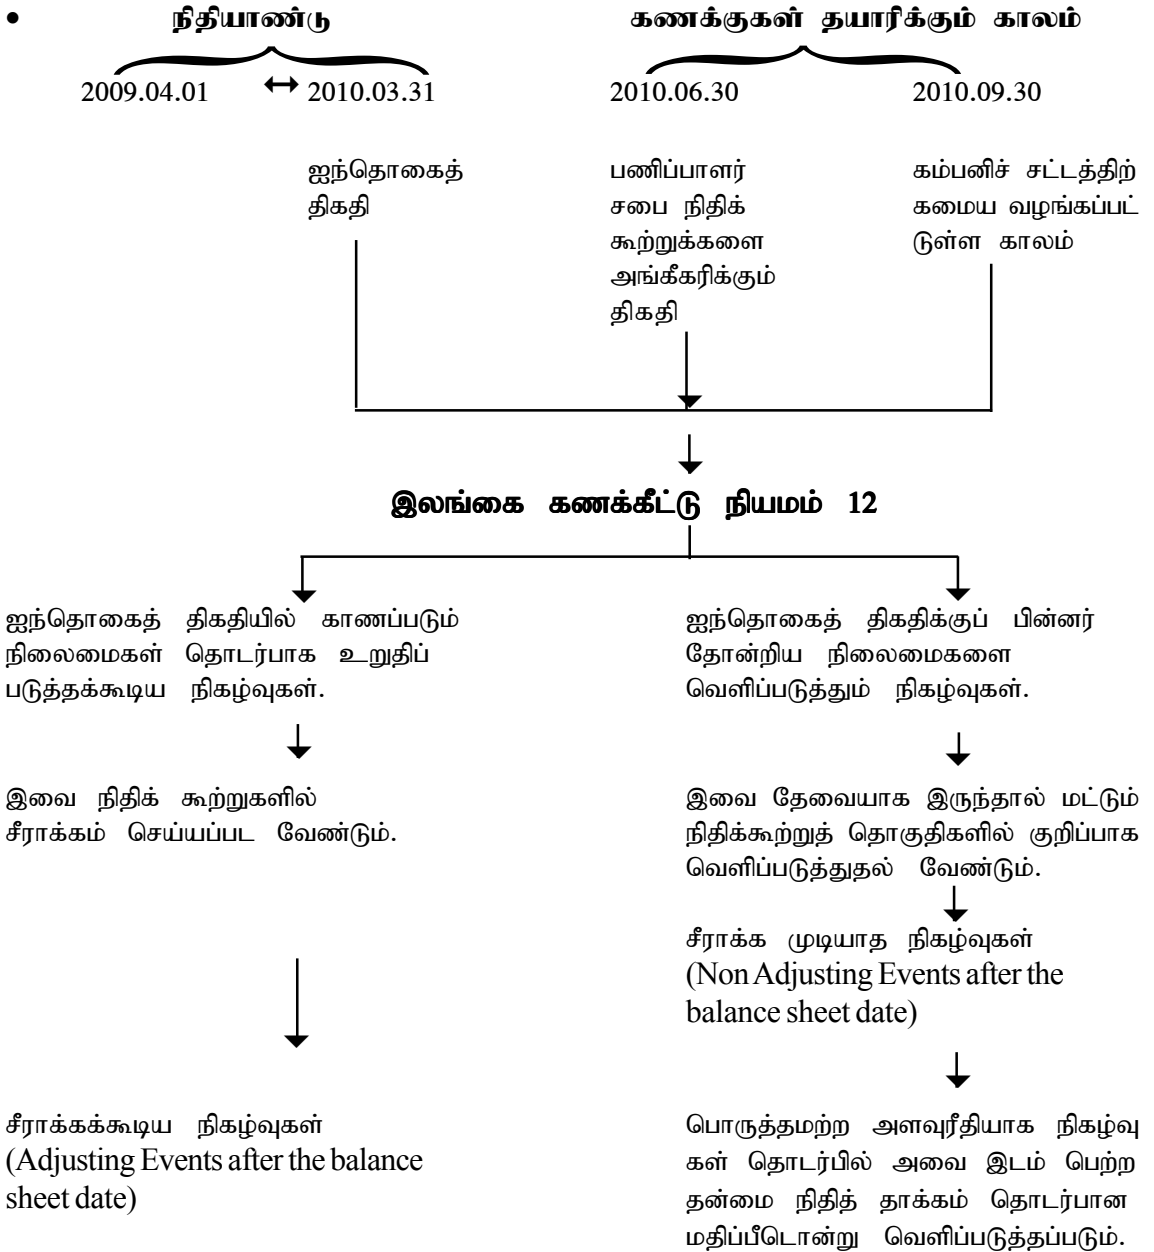 • நிதியாண்டு
கணக்குகள் தயாரிக்கும் காலம்
2009.04.01 ↔ 2010.03.31
2010.06.30
2010.09.30
ஐந்தொகைத்
திகதி
பணிப்பாளர்
சபை நிதிக்
கூற்றுக்களை
அங்கீகரிக்கும்
திகதி
கம்பனிச் சட்டத்திற்
கமைய வழங்கப்பட்
டுள்ள காலம்
இலங்கை கணக்கீட்டு நியமம் 12
ஐந்தொகைத் திகதியில் காணப்படும்
நிலைமைகள் தொடர்பாக உறுதிப்
படுத்தக்கூடிய நிகழ்வுகள்.
இவை நிதிக் கூற்றுகளில்
சீராக்கம் செய்யப்பட வேண்டும்.
சீராக்கக்கூடிய நிகழ்வுகள்
(Adjusting Events after the balance
sheet date)
ஐந்தொகைத் திகதிக்குப் பின்னர்
தோன்றிய நிலைமைகளை
வெளிப்படுத்தும் நிகழ்வுகள்.
இவை தேவையாக இருந்தால் மட்டும்
நிதிக்கூற்றுத் தொகுதிகளில் குறிப்பாக
வெளிப்படுத்துதல் வேண்டும்.
சீராக்க முடியாத நிகழ்வுகள்
(Non Adjusting Events after the
balance sheet date)
பொருத்தமற்ற அளவுரீதியாக நிகழ்வு
கள் தொடர்பில் அவை இடம் பெற்ற
தன்மை நிதித் தாக்கம் தொடர்பான
மதிப்பீடொன்று வெளிப்படுத்தப்படும்.